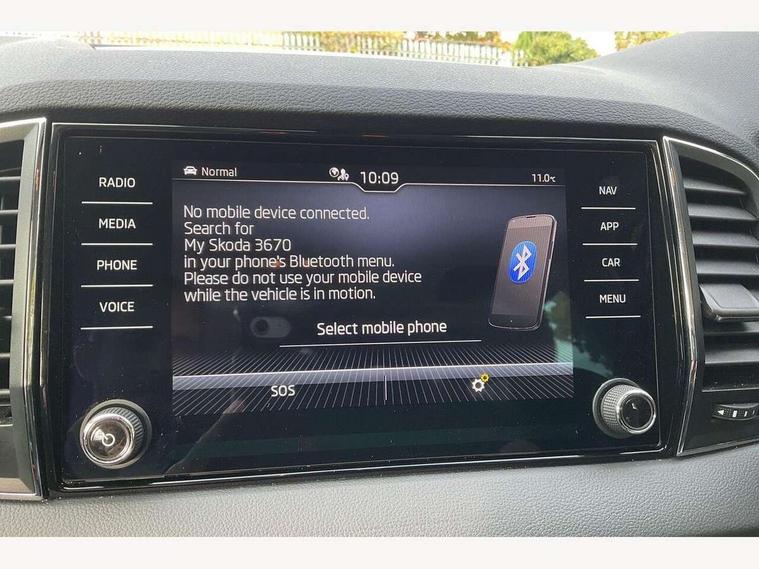 Normal 10:09 11.0°C
RADIO
MEDIA
PHONE
VOICE
No mobile device connected.
Search for
My Skoda 3670
in your phone's Bluetooth menu.
Please do not use your mobile device
while the vehicle is in motion.
Select mobile phone
SOS
NAV
APP
CAR
MENU